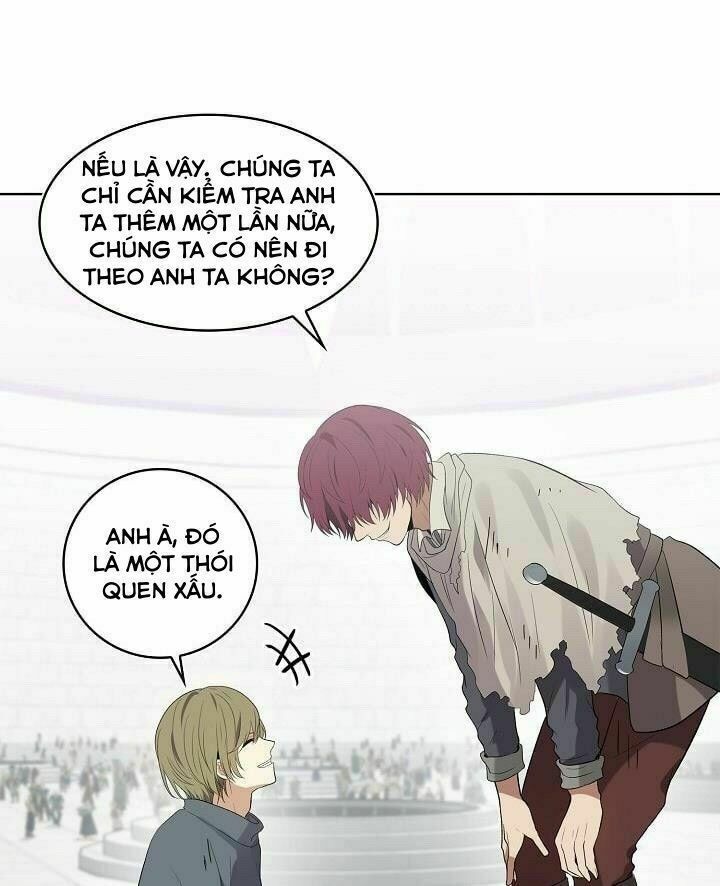 NẾU LÀ VẬY. CHÚNG TA
CHỈ CẦN KIỂM TRA ANH
TA THÊM MỘT LẦN NỮA,
CHÚNG TA CÓ NÊN ĐI
THEO ANH TA KHÔNG?
ANH À, ĐÓ
LÀ MỘT THÓI
QUEN XẤU.